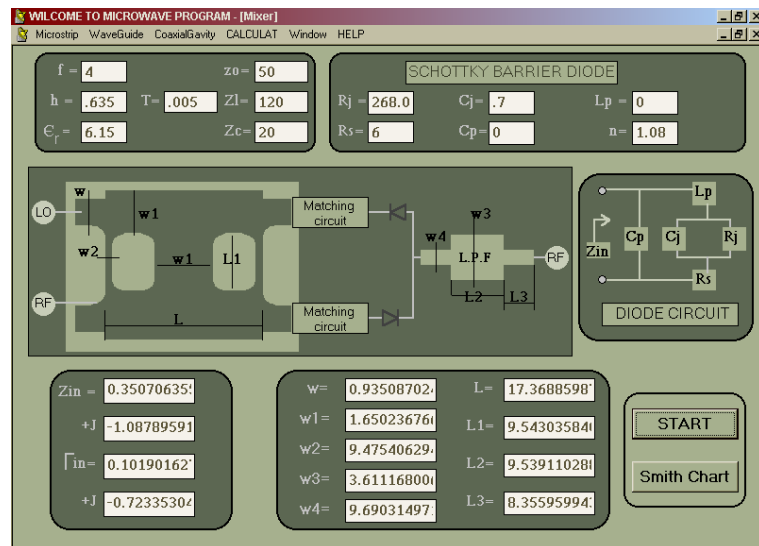 WILCOME TO MICROWAVE PROGRAM - [Mixer]
Microstrip WaveGuide CoaxialGavity CALCULAT Window HELP
f = 4 zo= 50
h = .635 T= .005 Zl= 120
Єr = 6.15 Zc= 20
SCHOTTKY BARRIER DIODE
Rj = 268.0 Cj= .7 Lp = 0
Rs= 6 Cp= 0 n= 1.08
LO
w
w1
w2
w1
L1
L
RF
Matching circuit
Matching circuit
w3
w4
L.P.F
L2
L3
RF
Zin
Cp
Lp
Cj
Rj
Rs
DIODE CIRCUIT
Zin = 0.35070635
+J -1.08789591
Γin= 0.10190162
+J -0.72335304
w= 0.935087024
w1= 1.65023676
w2= 9.475406294
w3= 3.61116800
w4= 9.69031497
L= 17.3688598
L1= 9.54303584
L2= 9.53911028
L3= 8.35595994
START
Smith Chart